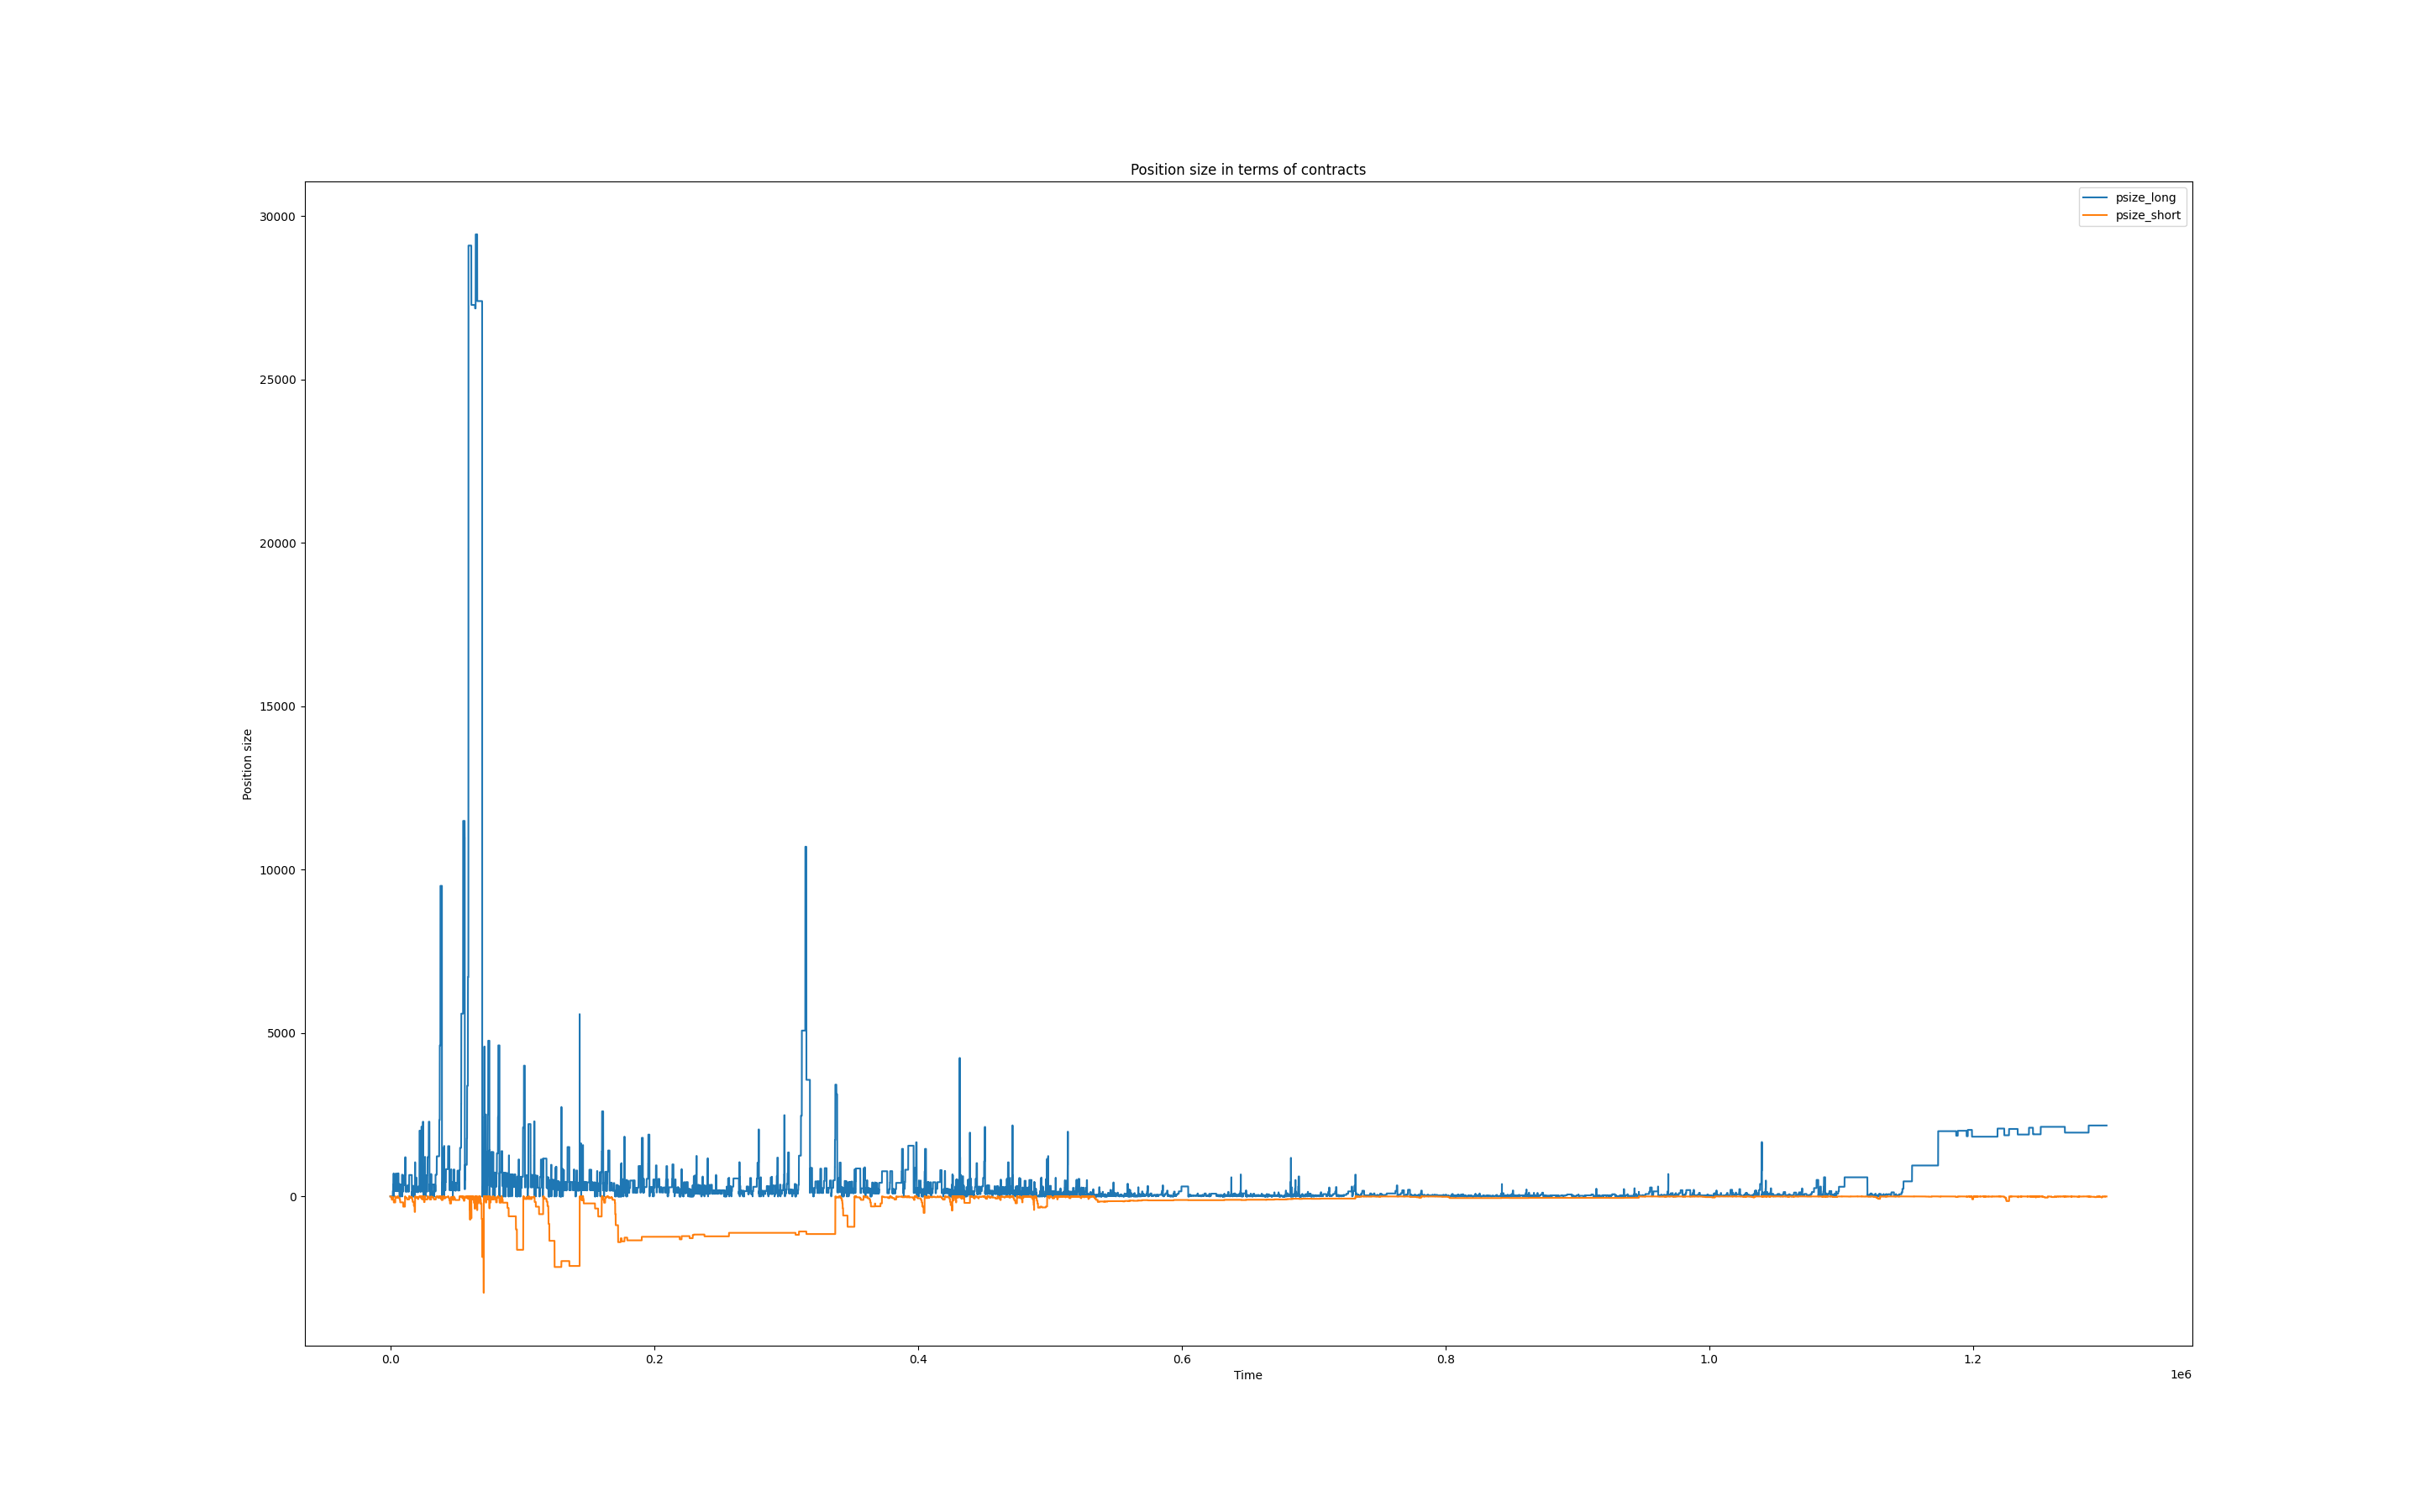 Position size in terms of contracts
psize_long
psize_short
30000
25000
20000
15000
10000
5000
0
Position size
0.0 0.2 0.4 0.6 0.8 1.0 1.2
Time
1e6